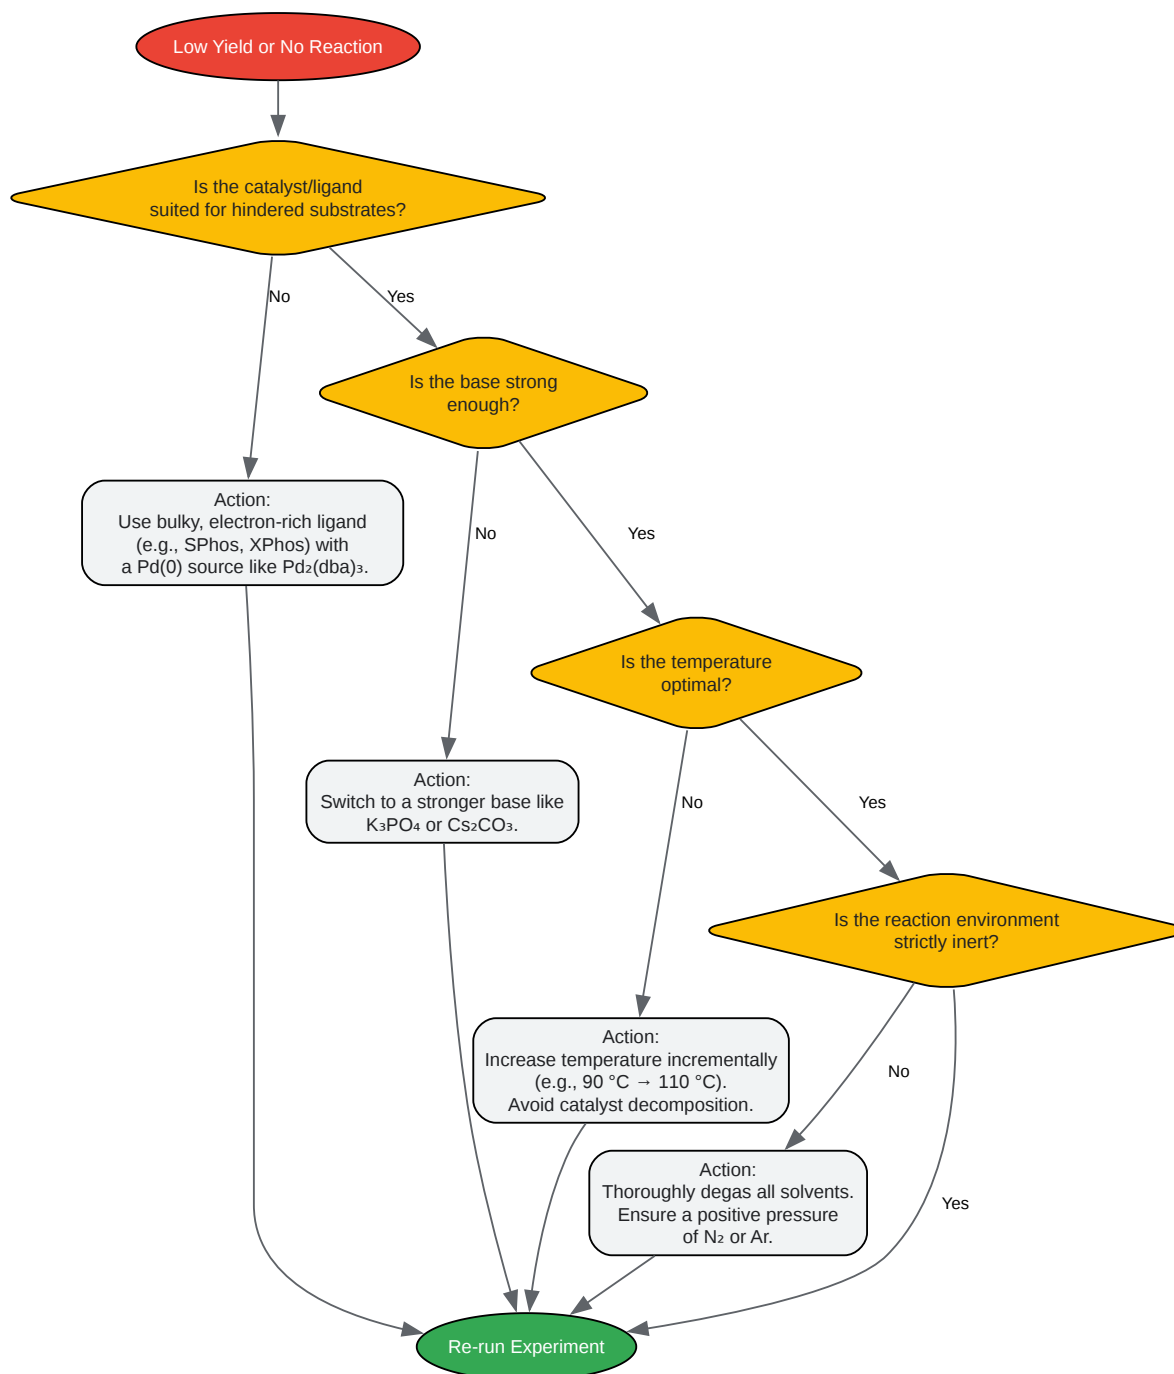 Low Yield or No Reaction
Is the catalyst/ligand
suited for hindered substrates?
No
Yes
Is the base strong
enough?
Action:
Use bulky, electron-rich ligand
(e.g., SPhos, XPhos) with
a Pd(0) source like Pd₂(dba)₃.
No
Yes
Is the temperature
optimal?
Action:
Switch to a stronger base like
K₃PO₄ or Cs₂CO₃.
No
Yes
Is the reaction environment
strictly inert?
Action:
Increase temperature incrementally
(e.g., 90 °C → 110 °C).
Avoid catalyst decomposition.
No
Action:
Thoroughly degas all solvents.
Ensure a positive pressure
of N₂ or Ar.
Yes
Re-run Experiment